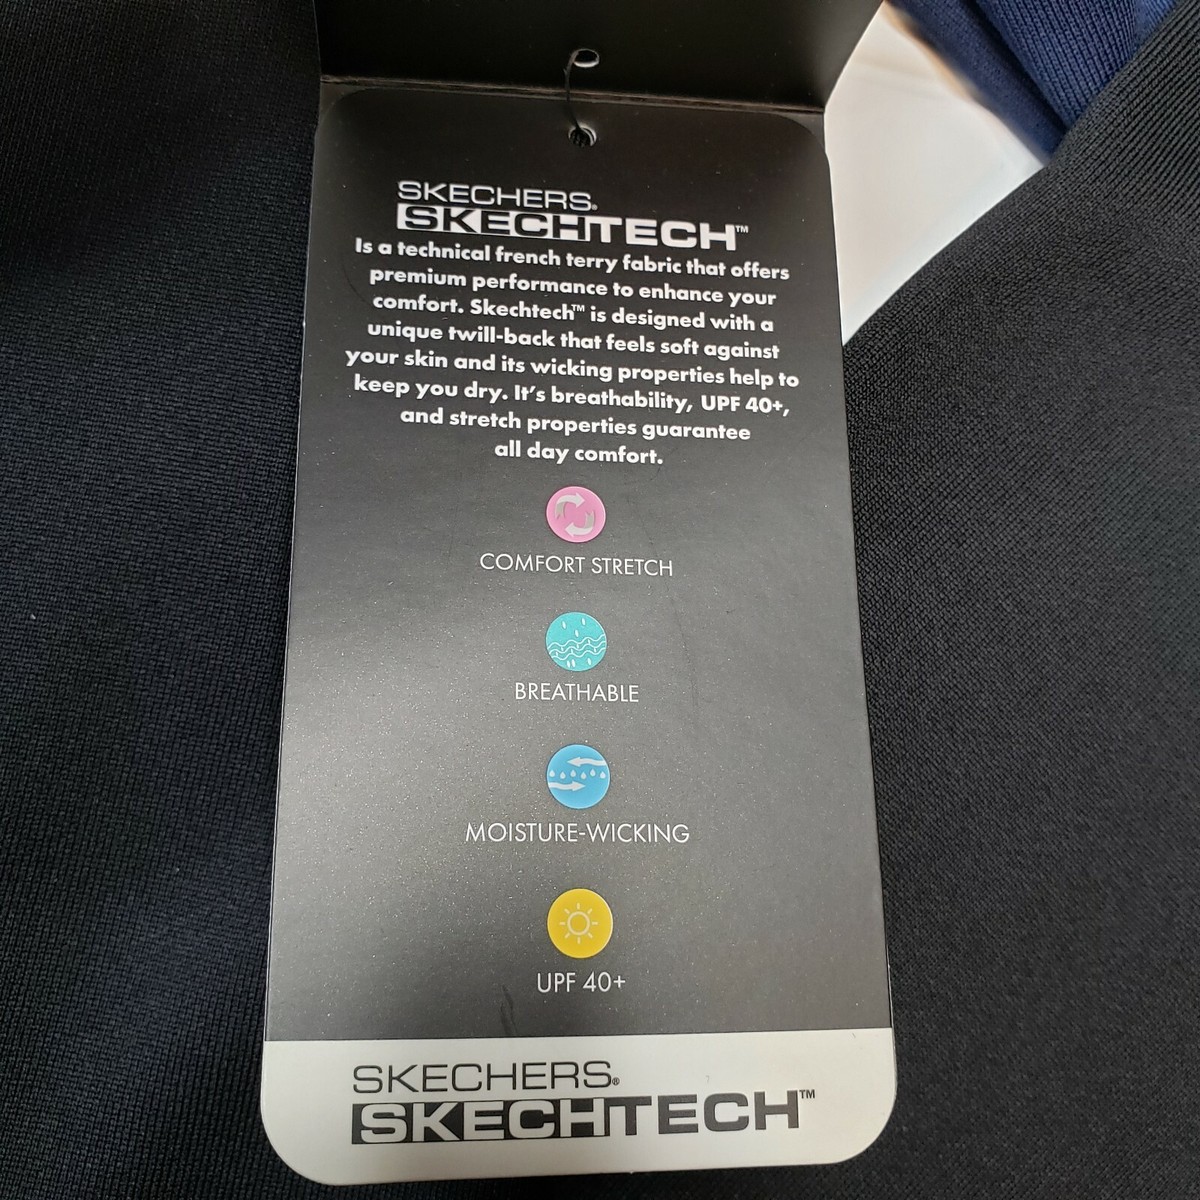 SKECHERS®
SKECHTECH™
Is a technical french terry fabric that offers
premium performance to enhance your
comfort. Skechtech™ is designed with a
unique twill-back that feels soft against
your skin and its wicking properties help to
keep you dry. It's breathability, UPF 40+,
and stretch properties guarantee
all day comfort.
COMFORT STRETCH
BREATHABLE
MOISTURE-WICKING
UPF 40+
SKECHERS®
SKECHTECH™